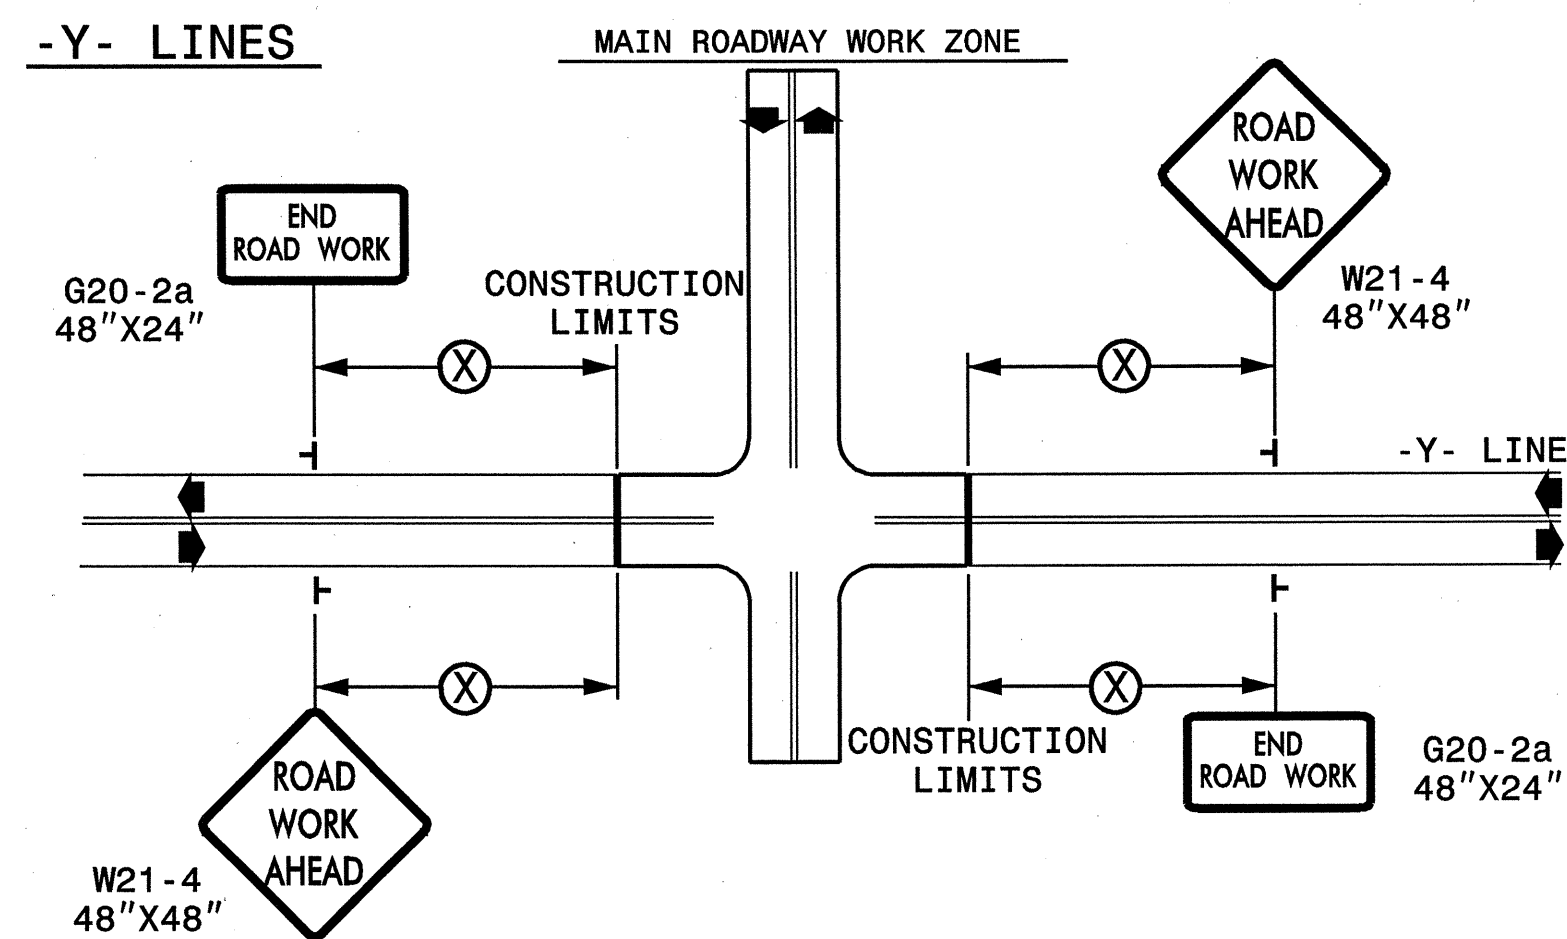 -Y- LINES
MAIN ROADWAY WORK ZONE
ROAD
WORK
AHEAD
END
ROAD WORK
G20-2a
48"X24"
CONSTRUCTION
LIMITS
W21-4
48"X48"
X
X
-Y- LINE
X
X
CONSTRUCTION
LIMITS
END
ROAD WORK
G20-2a
48"X24"
ROAD
WORK
AHEAD
W21-4
48"X48"